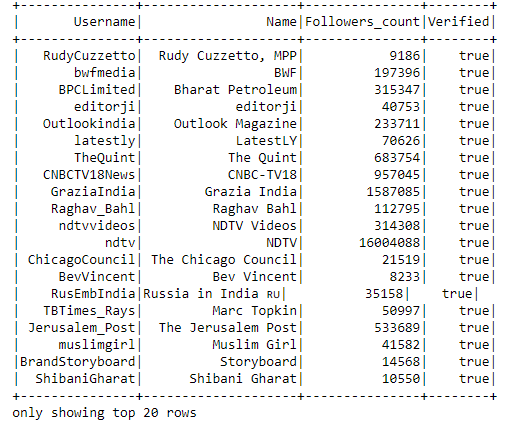 +---------------+--------------------+---------------+--------+
|       Username|                Name|Followers_count|Verified|
+---------------+--------------------+---------------+--------+
|   RudyCuzzetto|  Rudy Cuzzetto, MPP|           9186|    true|
|       bwfmedia|                 BWF|         197396|    true|
|     BPCLimited|    Bharat Petroleum|         315347|    true|
|       editorji|            editorji|          40753|    true|
|   Outlookindia|    Outlook Magazine|         233711|    true|
|       latestly|            LatestLY|          70626|    true|
|       TheQuint|           The Quint|         683754|    true|
|   CNBCTV18News|           CNBC-TV18|         957045|    true|
|    GraziaIndia|        Grazia India|        1587085|    true|
|    Raghav_Bahl|         Raghav Bahl|         112795|    true|
|     ndtvvideos|         NDTV Videos|         314308|    true|
|           ndtv|                NDTV|       16004088|    true|
| ChicagoCouncil| The Chicago Council|          21519|    true|
|     BevVincent|         Bev Vincent|           8233|    true|
|    RusEmbIndia|Russia in India 🇷🇺|          35158|    true|
|   TBTimes_Rays|         Marc Topkin|          50997|    true|
| Jerusalem_Post|  The Jerusalem Post|         533689|    true|
|     muslimgirl|         Muslim Girl|          41582|    true|
|BrandStoryboard|          Storyboard|          14568|    true|
|  ShibaniGharat|      Shibani Gharat|          10550|    true|
+---------------+--------------------+---------------+--------+
only showing top 20 rows